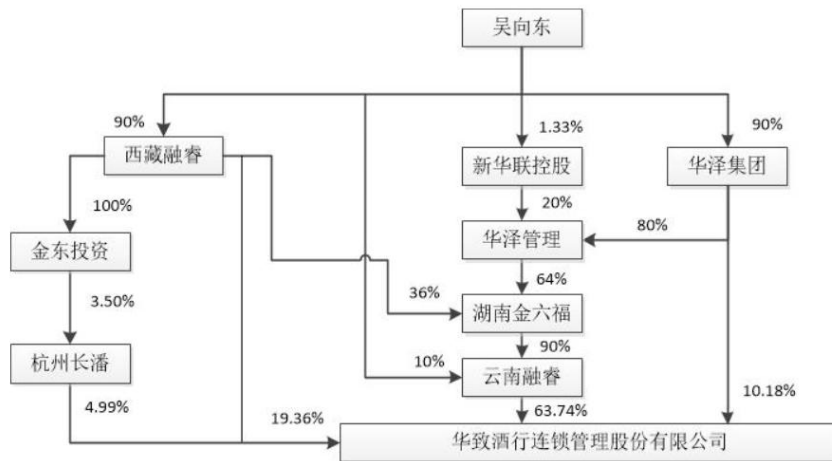 吴向东
90%
1.33%
90%
西藏融睿
新华联控股
华泽集团
100%
20%
80%
金东投资
华泽管理
3.50%
36%
64%
湖南金六福
杭州长潘
10%
90%
云南融睿
4.99%
19.36%
63.74%
10.18%
华致酒行连锁管理股份有限公司